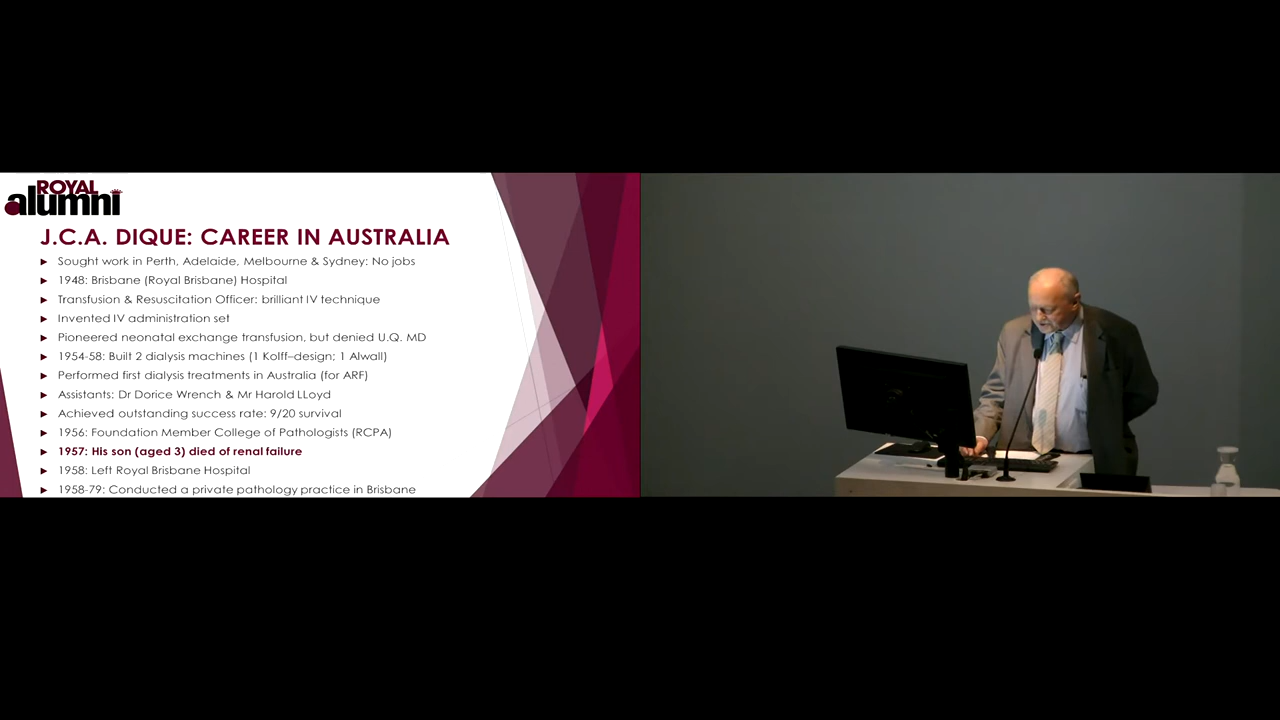 ROYAL
alumni
J.C.A. DIQUE: CAREER IN AUSTRALIA
Sought work in Perth, Adelaide, Melbourne & Sydney: No jobs
1948: Brisbane (Royal Brisbane) Hospital
Transfusion & Resuscitation Officer: brilliant IV technique
Invented IV administration set
Pioneered neonatal exchange transfusion, but denied U.Q. MD
1954-58: Built 2 dialysis machines (1 Kolff–design; 1 Alwall)
Performed first dialysis treatments in Australia (for ARF)
Assistants: Dr Dorice Wrench & Mr Harold LLoyd
Achieved outstanding success rate: 9/20 survival
1956: Foundation Member College of Pathologists (RCPA)
1957: His son (aged 3) died of renal failure
1958: Left Royal Brisbane Hospital
1958-79: Conducted a private pathology practice in Brisbane